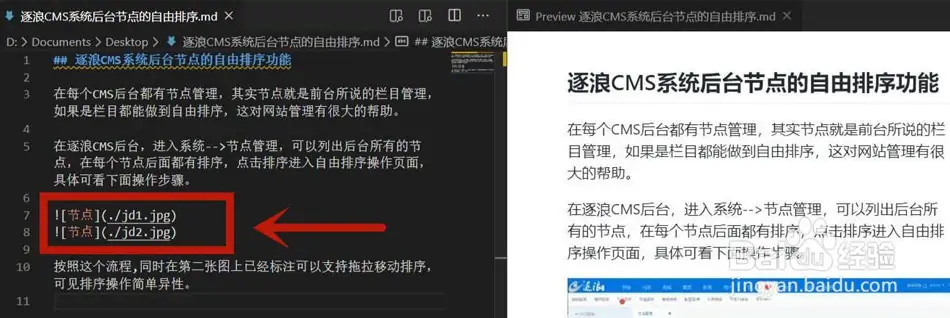 逐浪CMS系统后台节点的自由排序.md ×
D: > Documents > Desktop > 逐浪CMS系统后台节点的自由排序.md > ## 逐浪CMS系统后
1 ## 逐浪CMS系统后台节点的自由排序功能
2
3 在每个CMS后台都有节点管理，其实节点就是前台所说的栏目管理，
如果是栏目都能做到自由排序，这对网站管理有很大的帮助。
4
5 在逐浪CMS后台，进入系统-->节点管理，可以列出后台所有的节
点，在每个节点后面都有排序，点击排序进入自由排序操作页面，
具体可看下面操作步骤。
6
7 ![节点](./jd1.jpg)
8 ![节点](./jd2.jpg)
9
10 按照这个流程,同时在第二张图上已经标注可以支持拖拉移动排序，
可见排序操作简单异性。
11
Preview 逐浪CMS系统后台节点的自由排序.md ×
逐浪CMS系统后台节点的自由排序功能
在每个CMS后台都有节点管理，其实节点就是前台所说的栏
目管理，如果是栏目都能做到自由排序，这对网站管理有很
大的帮助。
在逐浪CMS后台，进入系统-->节点管理，可以列出后台所
有的节点，在每个节点后面都有排序，点击排序进入自由排
序操作页面，具体可看下面操作步骤。
Baidu经验
jingyan.baidu.com
逐浪